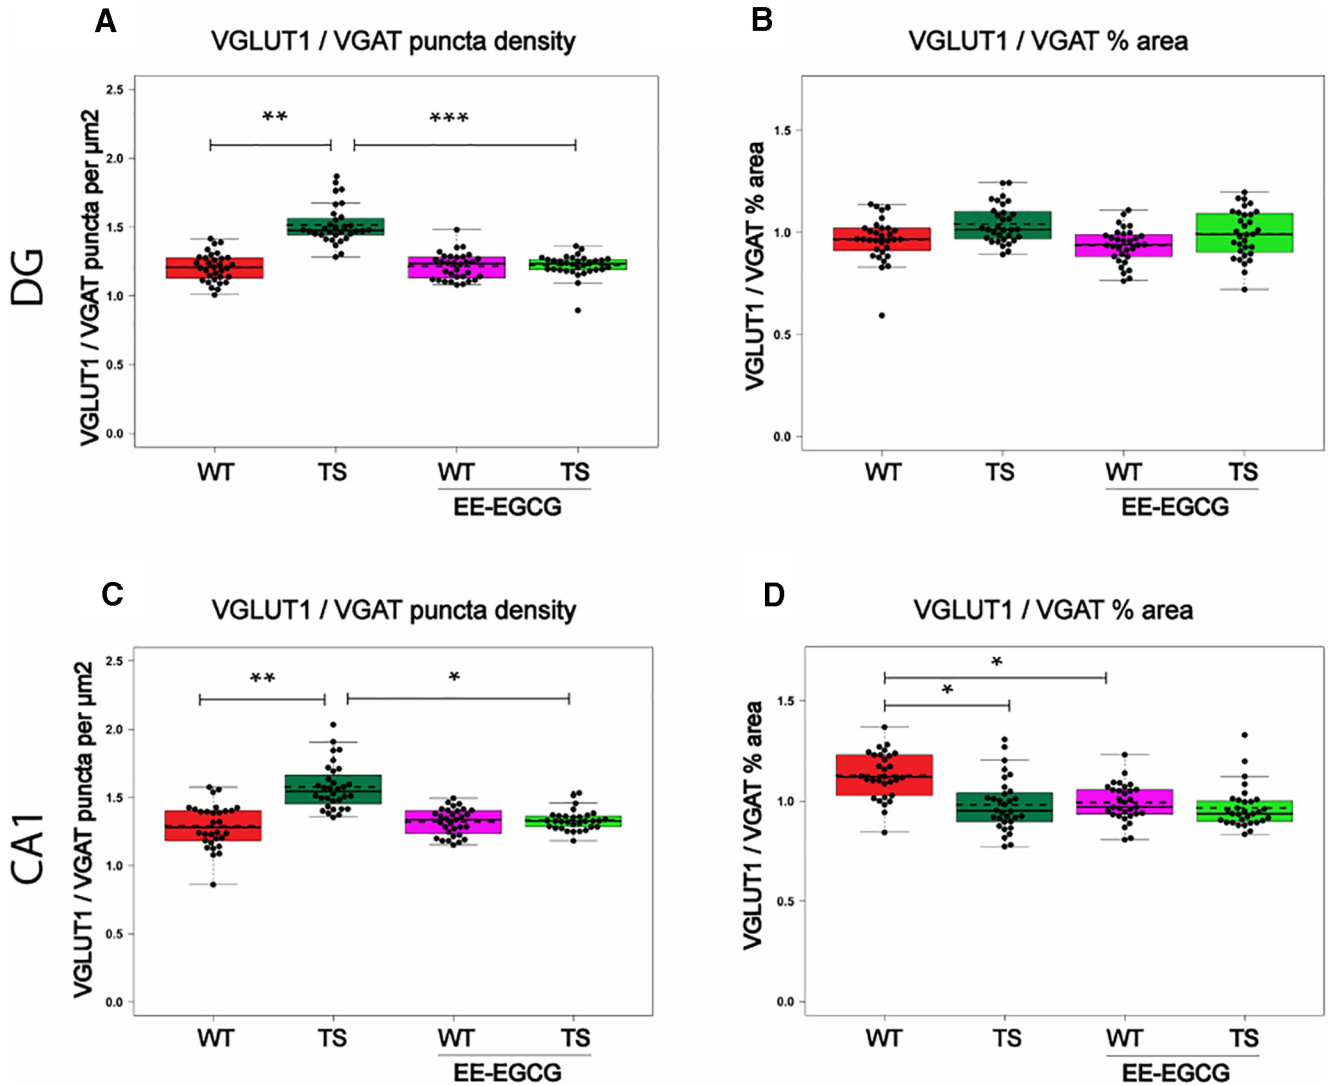 A
VGLUT1 / VGAT puncta density
DG
VGLUT1 / VGAT puncta per µm2
2.5
2.0
1.5
1.0
0.5
0.0
**
***
WT
TS
WT
TS
EE-EGCG
B
VGLUT1 / VGAT % area
VGLUT1 / VGAT % area
1.5
1.0
0.5
0.0
WT
TS
WT
TS
EE-EGCG
C
VGLUT1 / VGAT puncta density
CA1
VGLUT1 / VGAT puncta per µm2
2.5
2.0
1.5
1.0
0.5
0.0
**
*
WT
TS
WT
TS
EE-EGCG
D
VGLUT1 / VGAT % area
VGLUT1 / VGAT % area
1.5
1.0
0.5
0.0
*
*
WT
TS
WT
TS
EE-EGCG